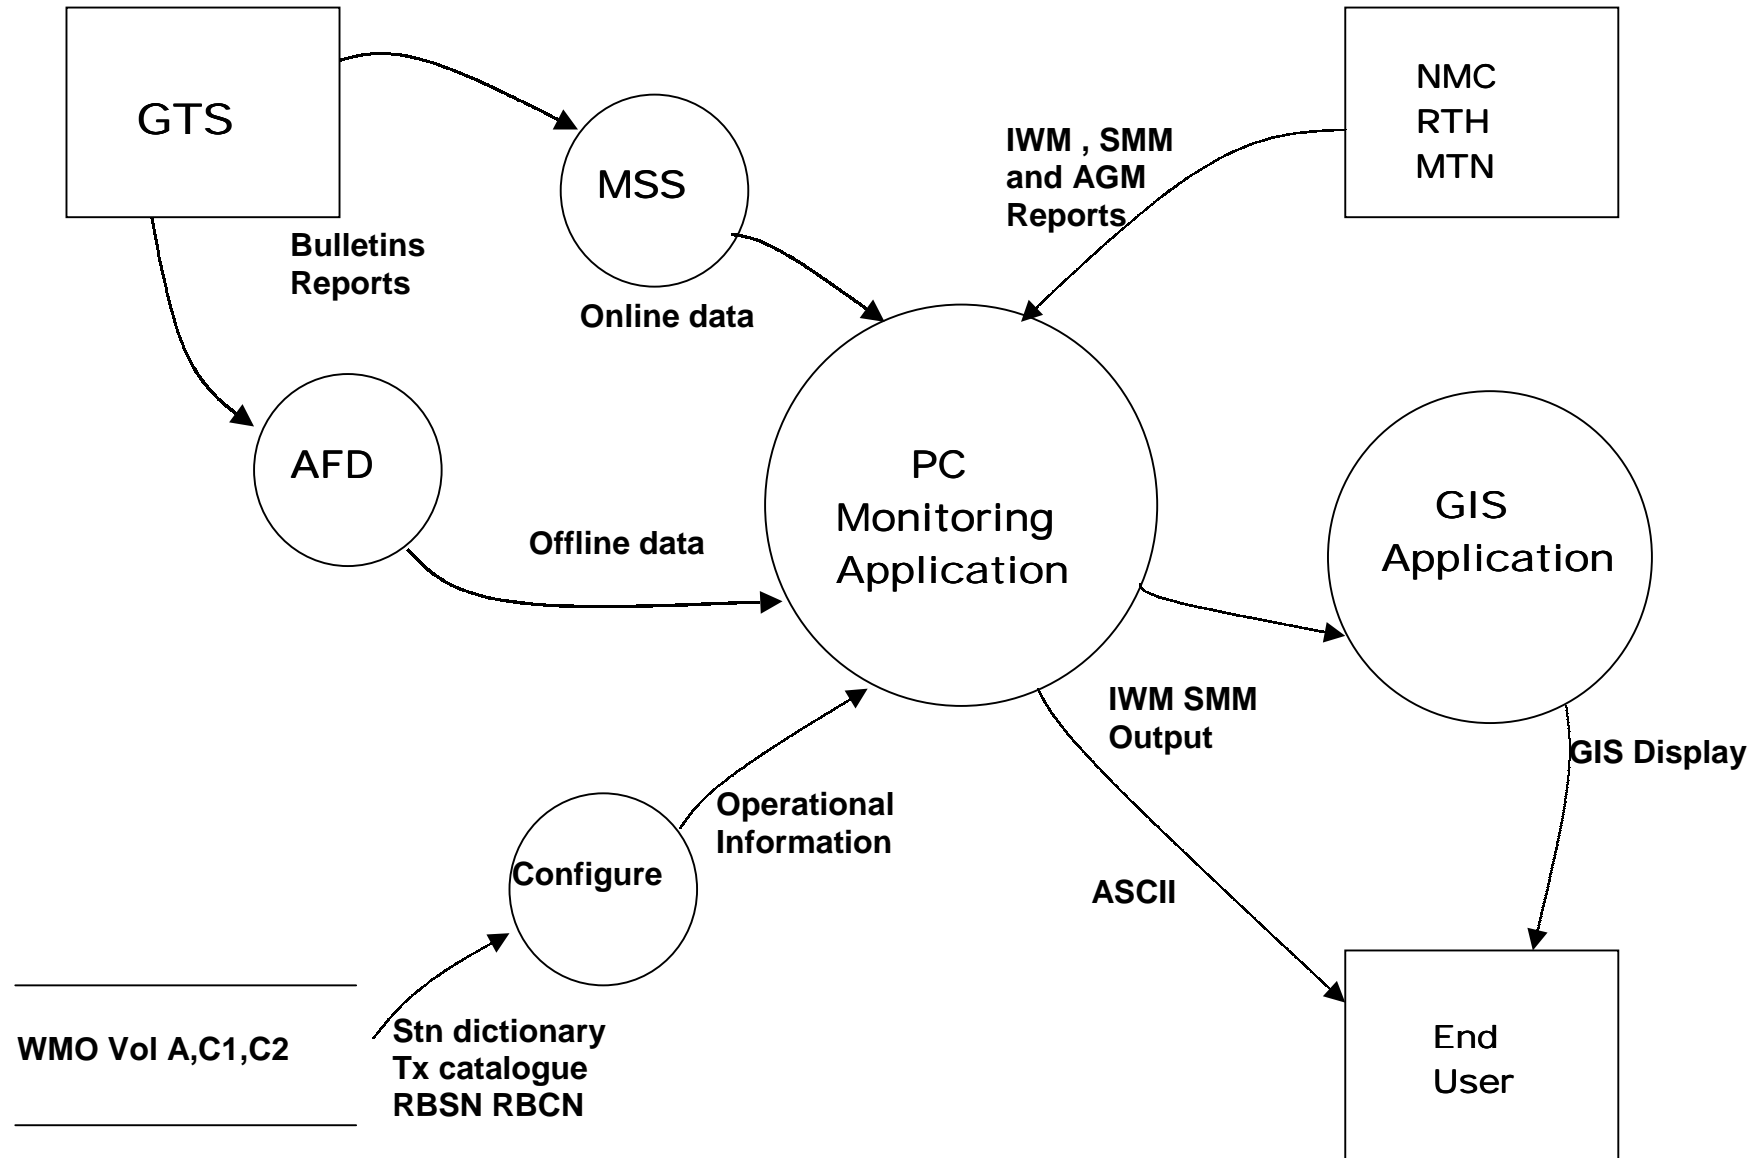 GTS
MSS
NMC
RTH
MTN
IWM , SMM
and AGM
Reports
Bulletins
Reports
Online data
AFD
Offline data
PC
Monitoring
Application
GIS
Application
IWM SMM
Output
GIS Display
Operational
Information
Configure
ASCII
WMO Vol A,C1,C2
Stn dictionary
Tx catalogue
RBSN RBCN
End
User